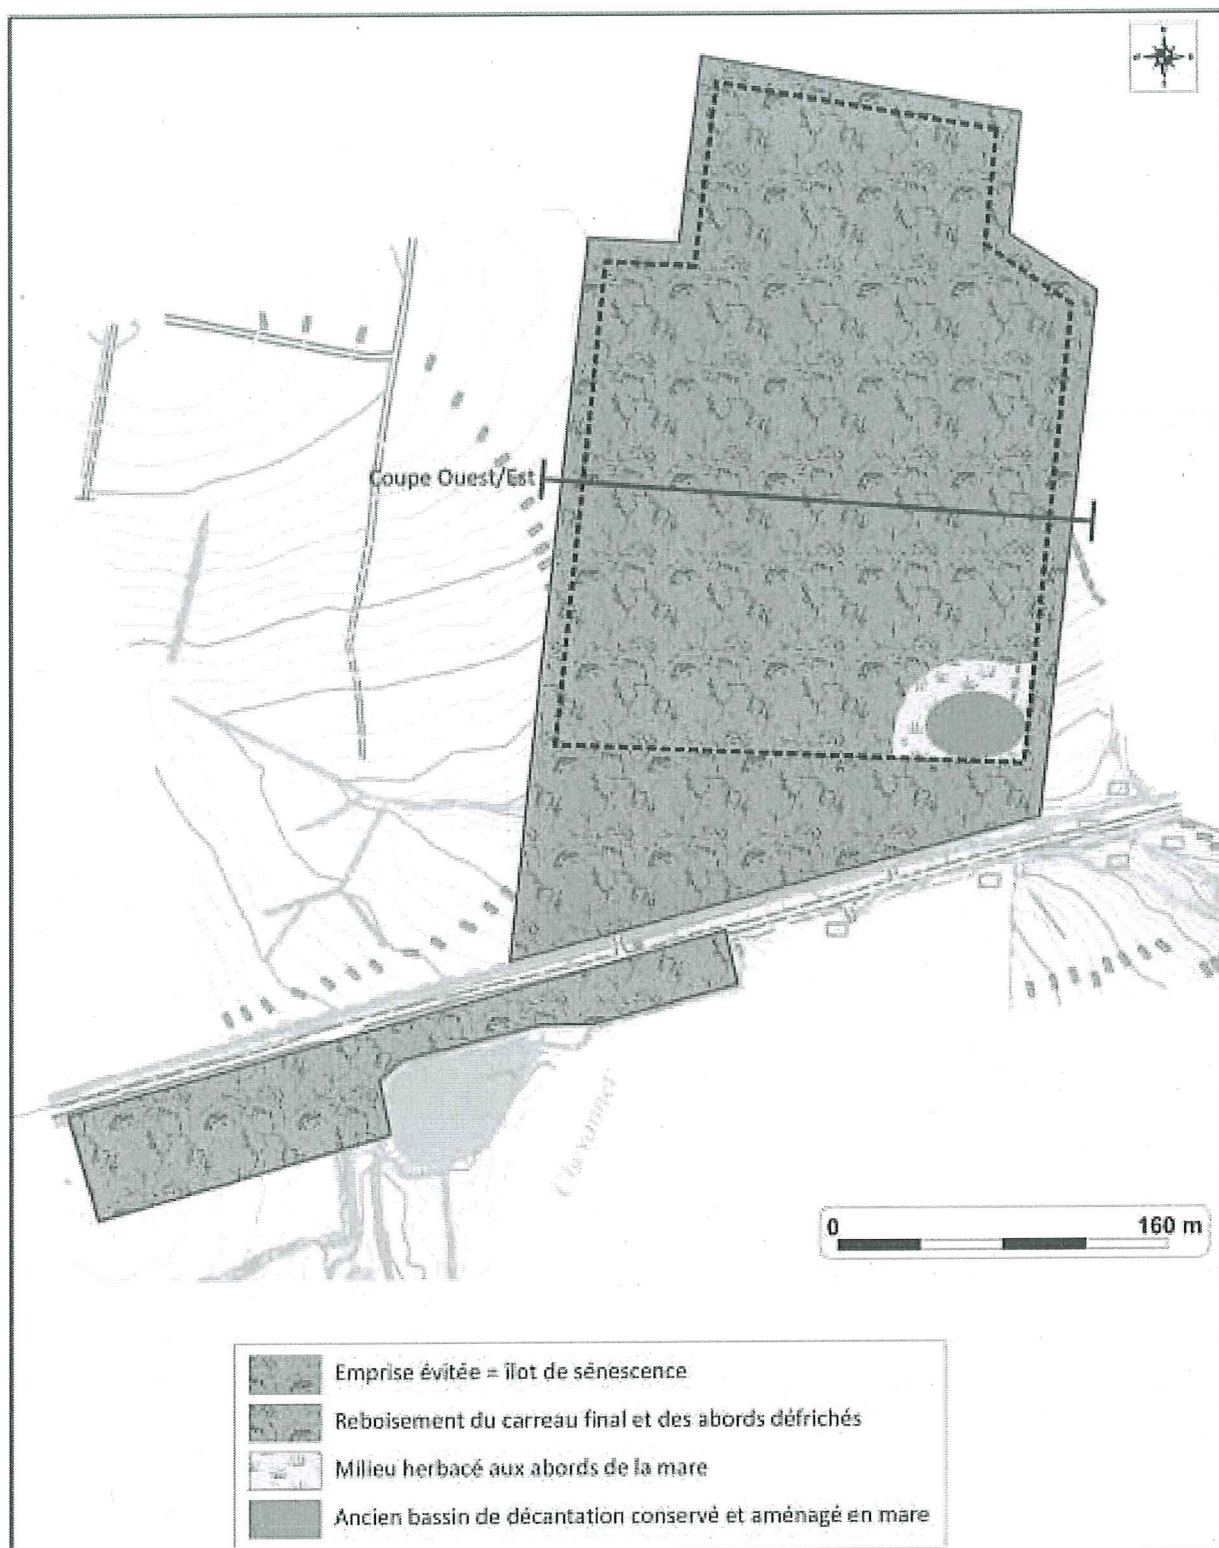 Coupe Ouest/Est
0 160 m
Emprise évitée = îlot de sénescence
Reboisement du carreau final et des abords défrichés
Milieu herbacé aux abords de la mare
Ancien bassin de décantation conservé et aménagé en mare